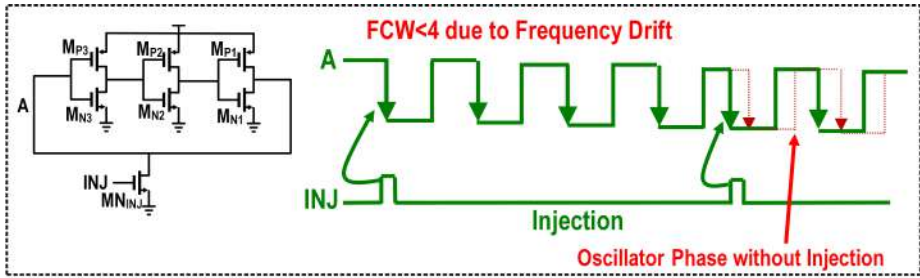 FCW<4 due to Frequency Drift
MP3
MP2
MP1
A
A
MN3
MN2
MN1
INJ
MNINJ
INJ
Injection
Oscillator Phase without Injection